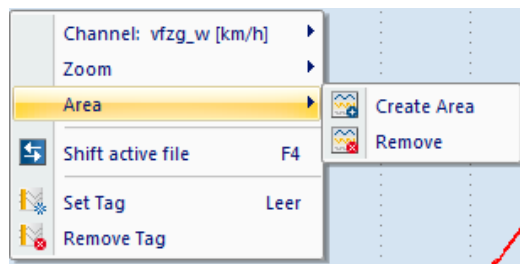 Channel: vfzg_w [km/h]
Zoom
Area
Create Area
Remove
Shift active file F4
Set Tag Leer
Remove Tag